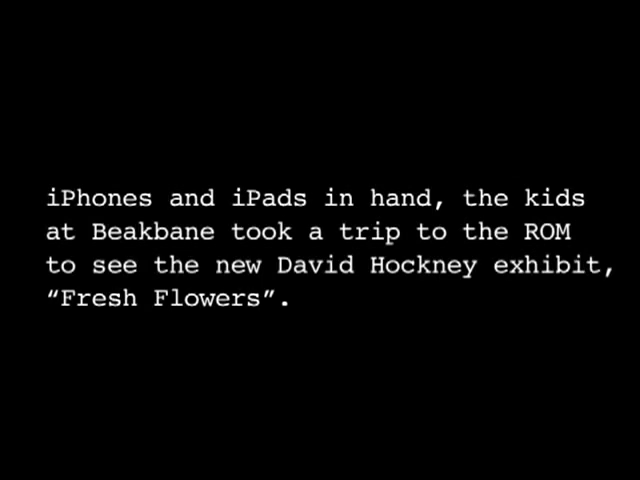 iPhones and iPads in hand, the kids
at Beakbane took a trip to the ROM
to see the new David Hockney exhibit,
“Fresh Flowers”.